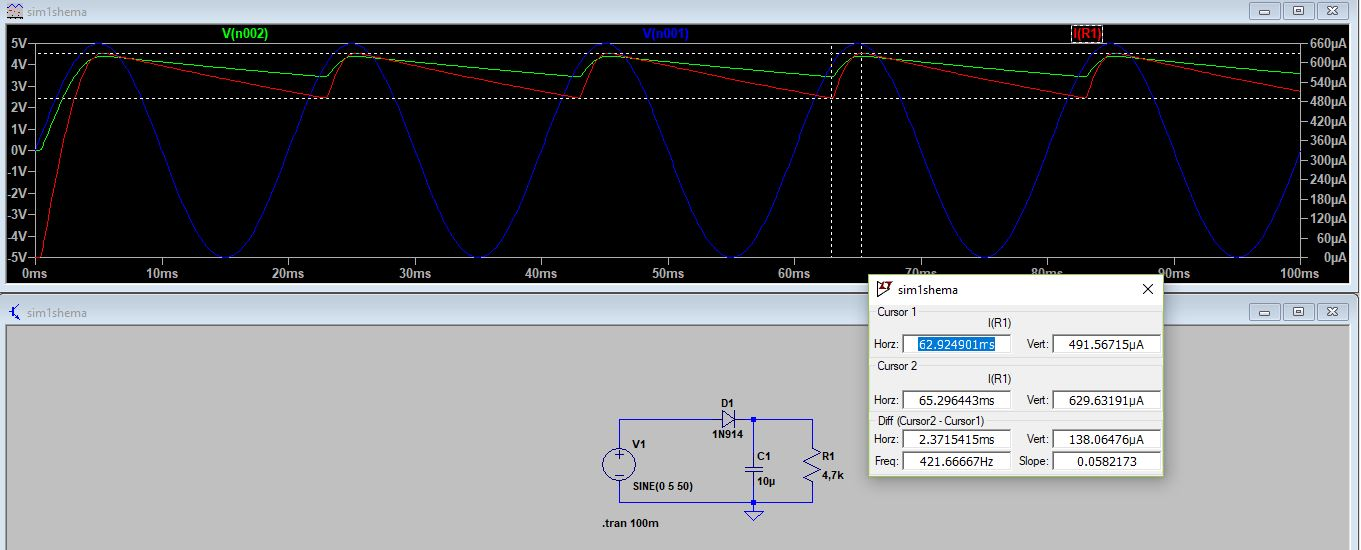 sim1shema
V(n002) V(n001) I(R1)
5V 660µA
4V 600µA
3V 540µA
2V 480µA
1V 420µA
0V 360µA
-1V 300µA
-2V 240µA
-3V 180µA
-4V 120µA
60µA
-5V 0µA
0ms 10ms 20ms 30ms 40ms 50ms 60ms 70ms 80ms 90ms 100ms
sim1shema
sim1shema
Cursor 1
I(R1)
Horz: 62.924901ms Vert: 491.56715µA
Cursor 2
I(R1)
Horz: 65.296443ms Vert: 629.63191µA
Diff (Cursor2 - Cursor1)
Horz: 2.3715415ms Vert: 138.06476µA
Freq: 421.66667Hz Slope: 0.0582173
D1
1N914
V1
SINE(0 5 50)
C1
10µ
R1
4,7k
.tran 100m